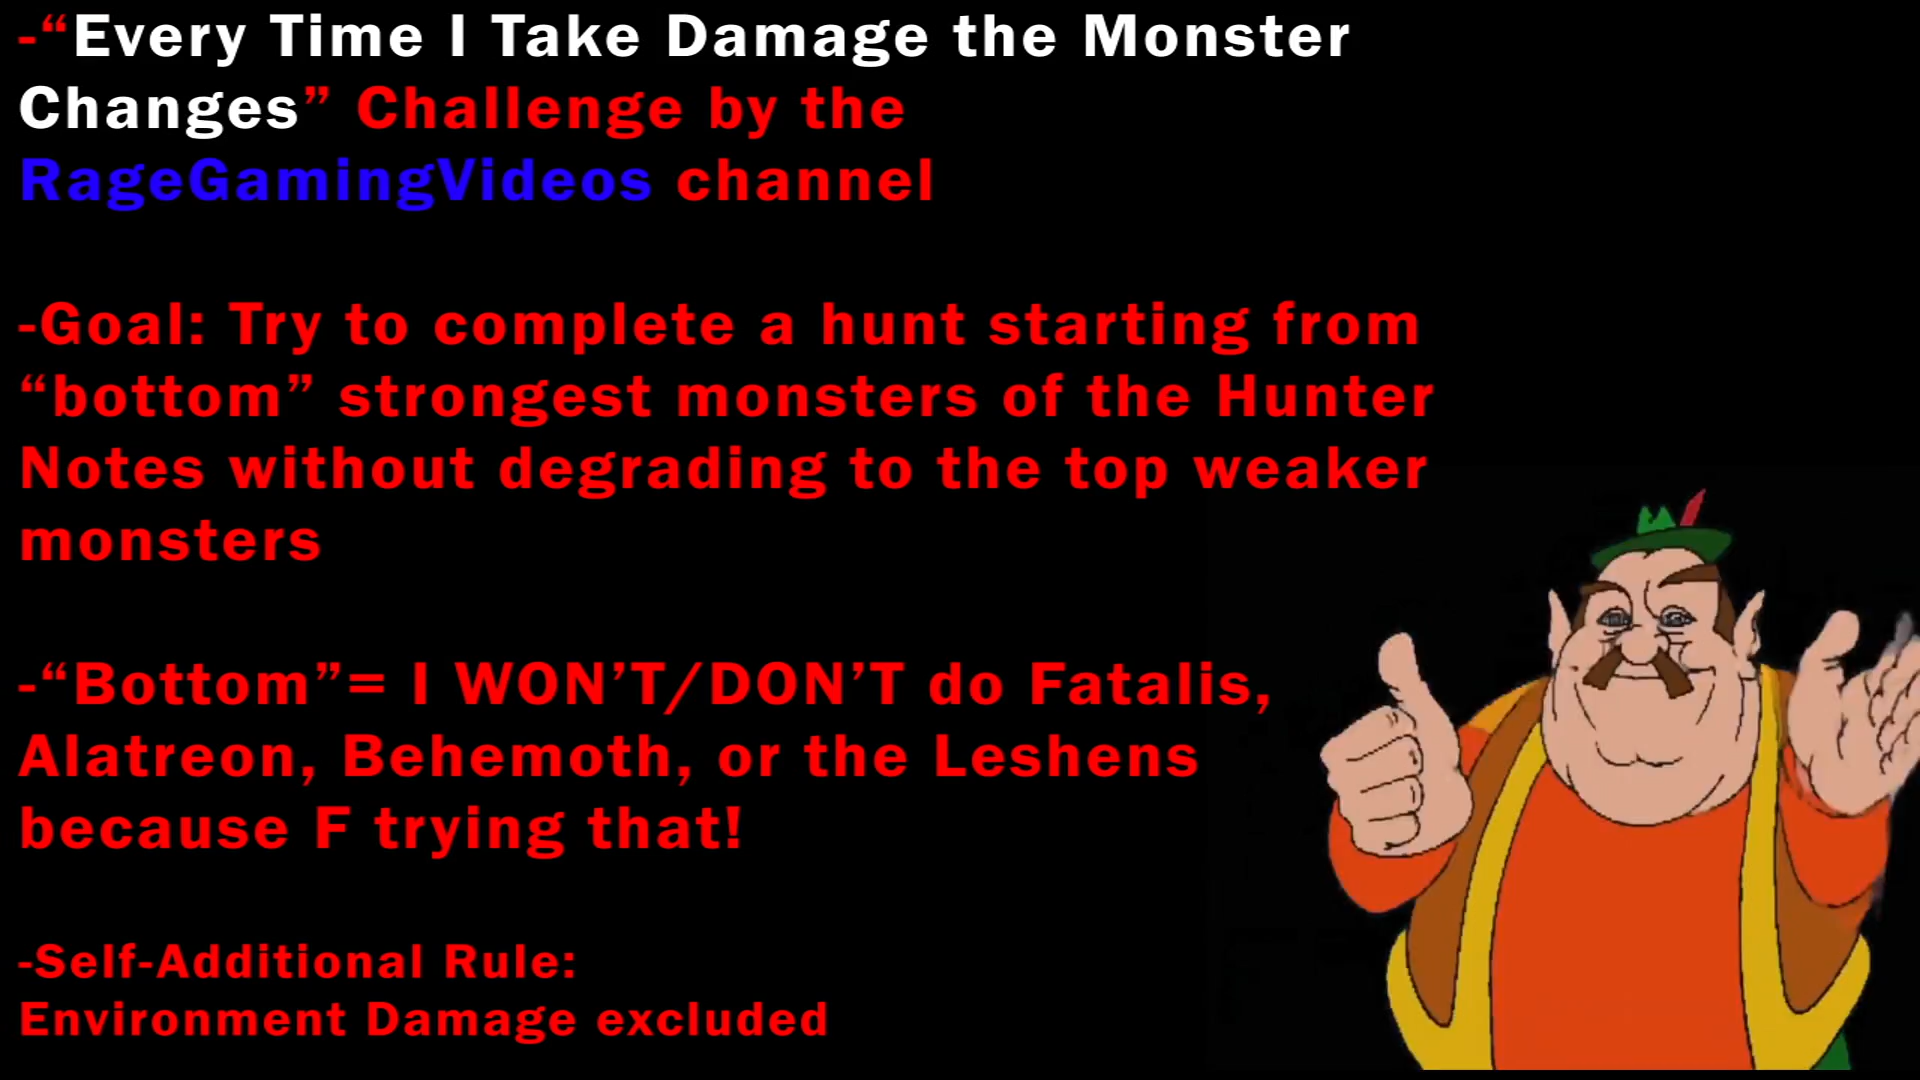 -“Every Time I Take Damage the Monster
Changes” Challenge by the
RageGamingVideos channel
-Goal: Try to complete a hunt starting from
“bottom” strongest monsters of the Hunter
Notes without degrading to the top weaker
monsters
-“Bottom”= I WON’T/DON’T do Fatalis,
Alatreon, Behemoth, or the Leshens
because F trying that!
-Self-Additional Rule:
Environment Damage excluded